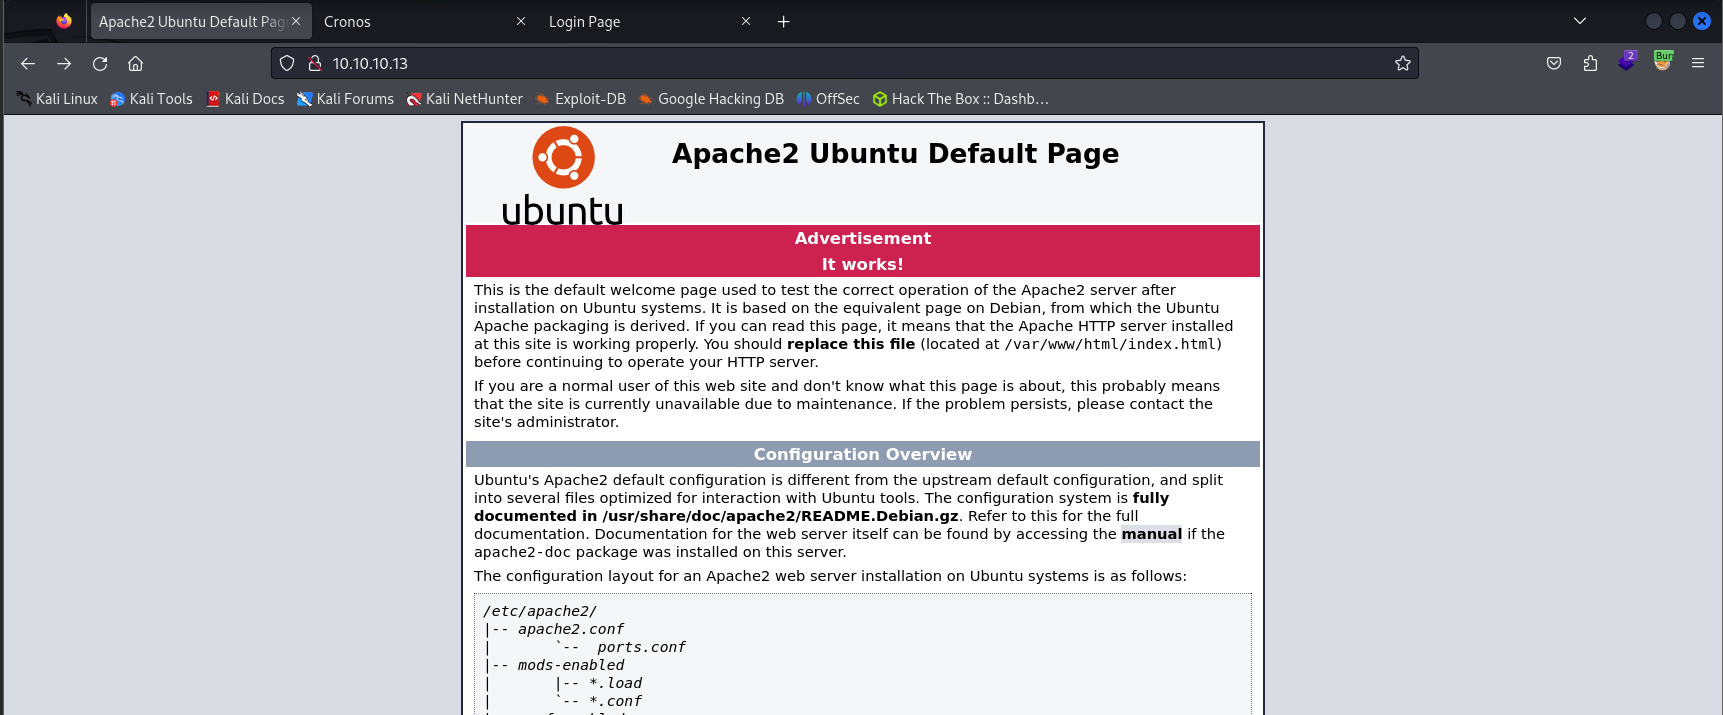 Apache2 Ubuntu Default Pag
Cronos
Login Page
10.10.10.13
2
Bur
Kali Linux
Kali Tools
Kali Docs
Kali Forums
Kali NetHunter
Exploit-DB
Google Hacking DB
OffSec
Hack The Box :: Dashb…
ubuntu
Apache2 Ubuntu Default Page
Advertisement
It works!
This is the default welcome page used to test the correct operation of the Apache2 server after
installation on Ubuntu systems. It is based on the equivalent page on Debian, from which the Ubuntu
Apache packaging is derived. If you can read this page, it means that the Apache HTTP server installed
at this site is working properly. You should replace this file (located at /var/www/html/index.html)
before continuing to operate your HTTP server.
If you are a normal user of this web site and don't know what this page is about, this probably means
that the site is currently unavailable due to maintenance. If the problem persists, please contact the
site's administrator.
Configuration Overview
Ubuntu's Apache2 default configuration is different from the upstream default configuration, and split
into several files optimized for interaction with Ubuntu tools. The configuration system is fully
documented in /usr/share/doc/apache2/README.Debian.gz. Refer to this for the full
documentation. Documentation for the web server itself can be found by accessing the manual if the
apache2-doc package was installed on this server.
The configuration layout for an Apache2 web server installation on Ubuntu systems is as follows:
/etc/apache2/
|-- apache2.conf
|       `--  ports.conf
|-- mods-enabled
|       |-- *.load
|       `-- *.conf